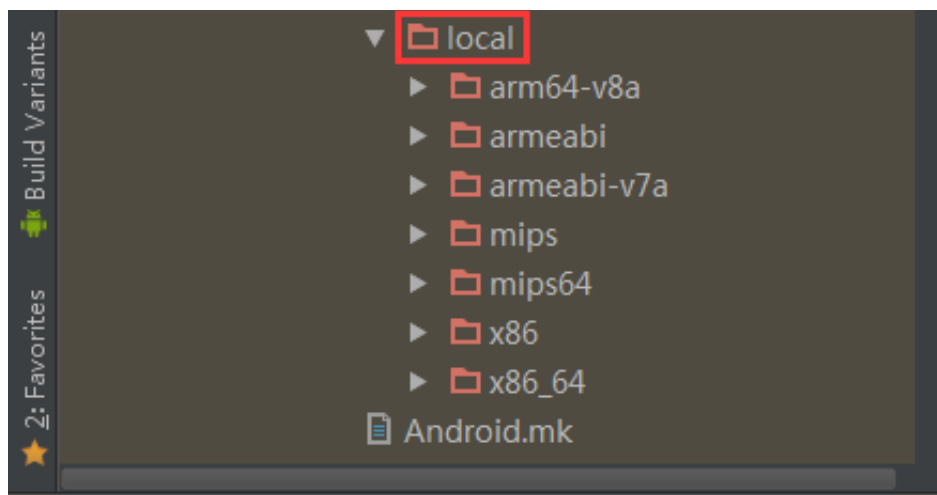 local
arm64-v8a
armeabi
armeabi-v7a
mips
mips64
x86
x86_64
Android.mk
Build Variants
2: Favorites